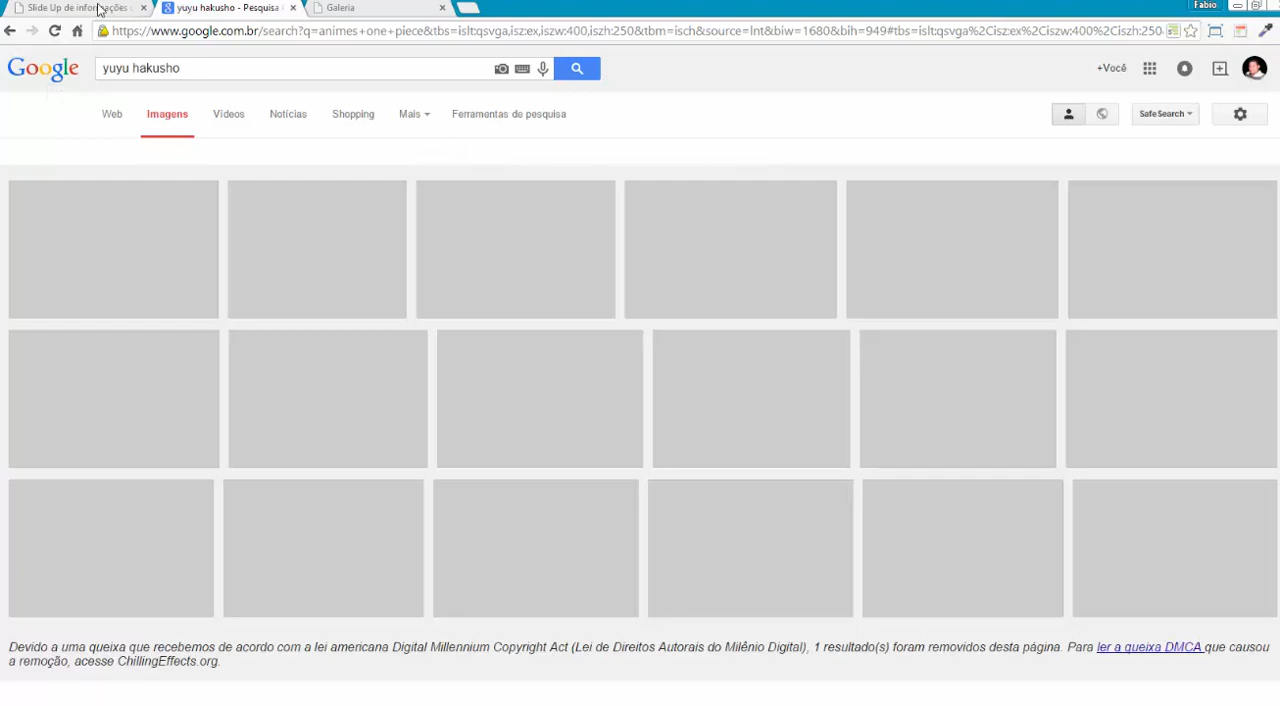 Slide Up de informações
yuyu hakusho - Pesquisa
Galeria
Fabio
https://www.google.com.br/search?q=animes+one+piece&tbs=islt:qsvga,isz:ex,iszw:400,iszh:250&tbm=isch&source=lnt&biw=1680&bih=949#tbs=islt:qsvga%2Cisz:ex%2Ciszw:400%2Ciszh:250
Google
yuyu hakusho
+Você
Web Imagens Vídeos Notícias Shopping Mais Ferramentas de pesquisa
SafeSearch
Devido a uma queixa que recebemos de acordo com a lei americana Digital Millennium Copyright Act (Lei de Direitos Autorais do Milênio Digital), 1 resultado(s) foram removidos desta página. Para ler a queixa DMCA que causou
a remoção, acesse ChillingEffects.org.